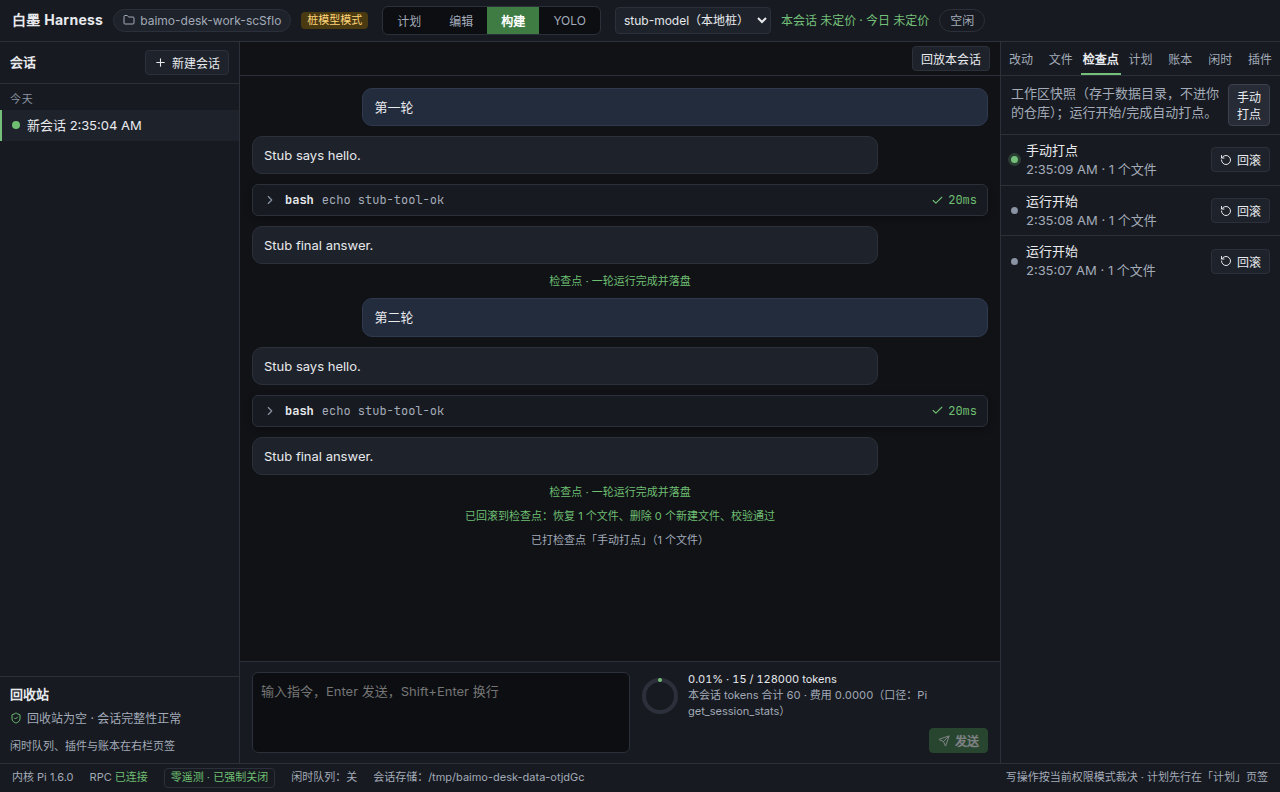 白墨 Harness
baimo-desk-work-scSflo
桩模型模式
计划
编辑
构建
YOLO
stub-model（本地桩）
本会话 未定价 · 今日 未定价
空闲
会话
新建会话
今天
新会话 2:35:04 AM
回收站
回收站为空 · 会话完整性正常
闲时队列、插件与账本在右栏页签
回放本会话
第一轮
Stub says hello.
bash echo stub-tool-ok
20ms
Stub final answer.
检查点 · 一轮运行完成并落盘
第二轮
Stub says hello.
bash echo stub-tool-ok
20ms
Stub final answer.
检查点 · 一轮运行完成并落盘
已回滚到检查点：恢复 1 个文件、删除 0 个新建文件、校验通过
已打检查点「手动打点」（1 个文件）
输入指令，Enter 发送，Shift+Enter 换行
0.01% · 15 / 128000 tokens
本会话 tokens 合计 60 · 费用 0.0000（口径：Pi
get_session_stats）
发送
改动
文件
检查点
计划
账本
闲时
插件
工作区快照（存于数据目录，不进你
的仓库）；运行开始/完成自动打点。
手动
打点
手动打点
2:35:09 AM · 1 个文件
回滚
运行开始
2:35:08 AM · 1 个文件
回滚
运行开始
2:35:07 AM · 1 个文件
回滚
内核 Pi 1.6.0
RPC 已连接
零遥测 · 已强制关闭
闲时队列：关
会话存储：/tmp/baimo-desk-data-otjdGc
写操作按当前权限模式裁决 · 计划先行在「计划」页签